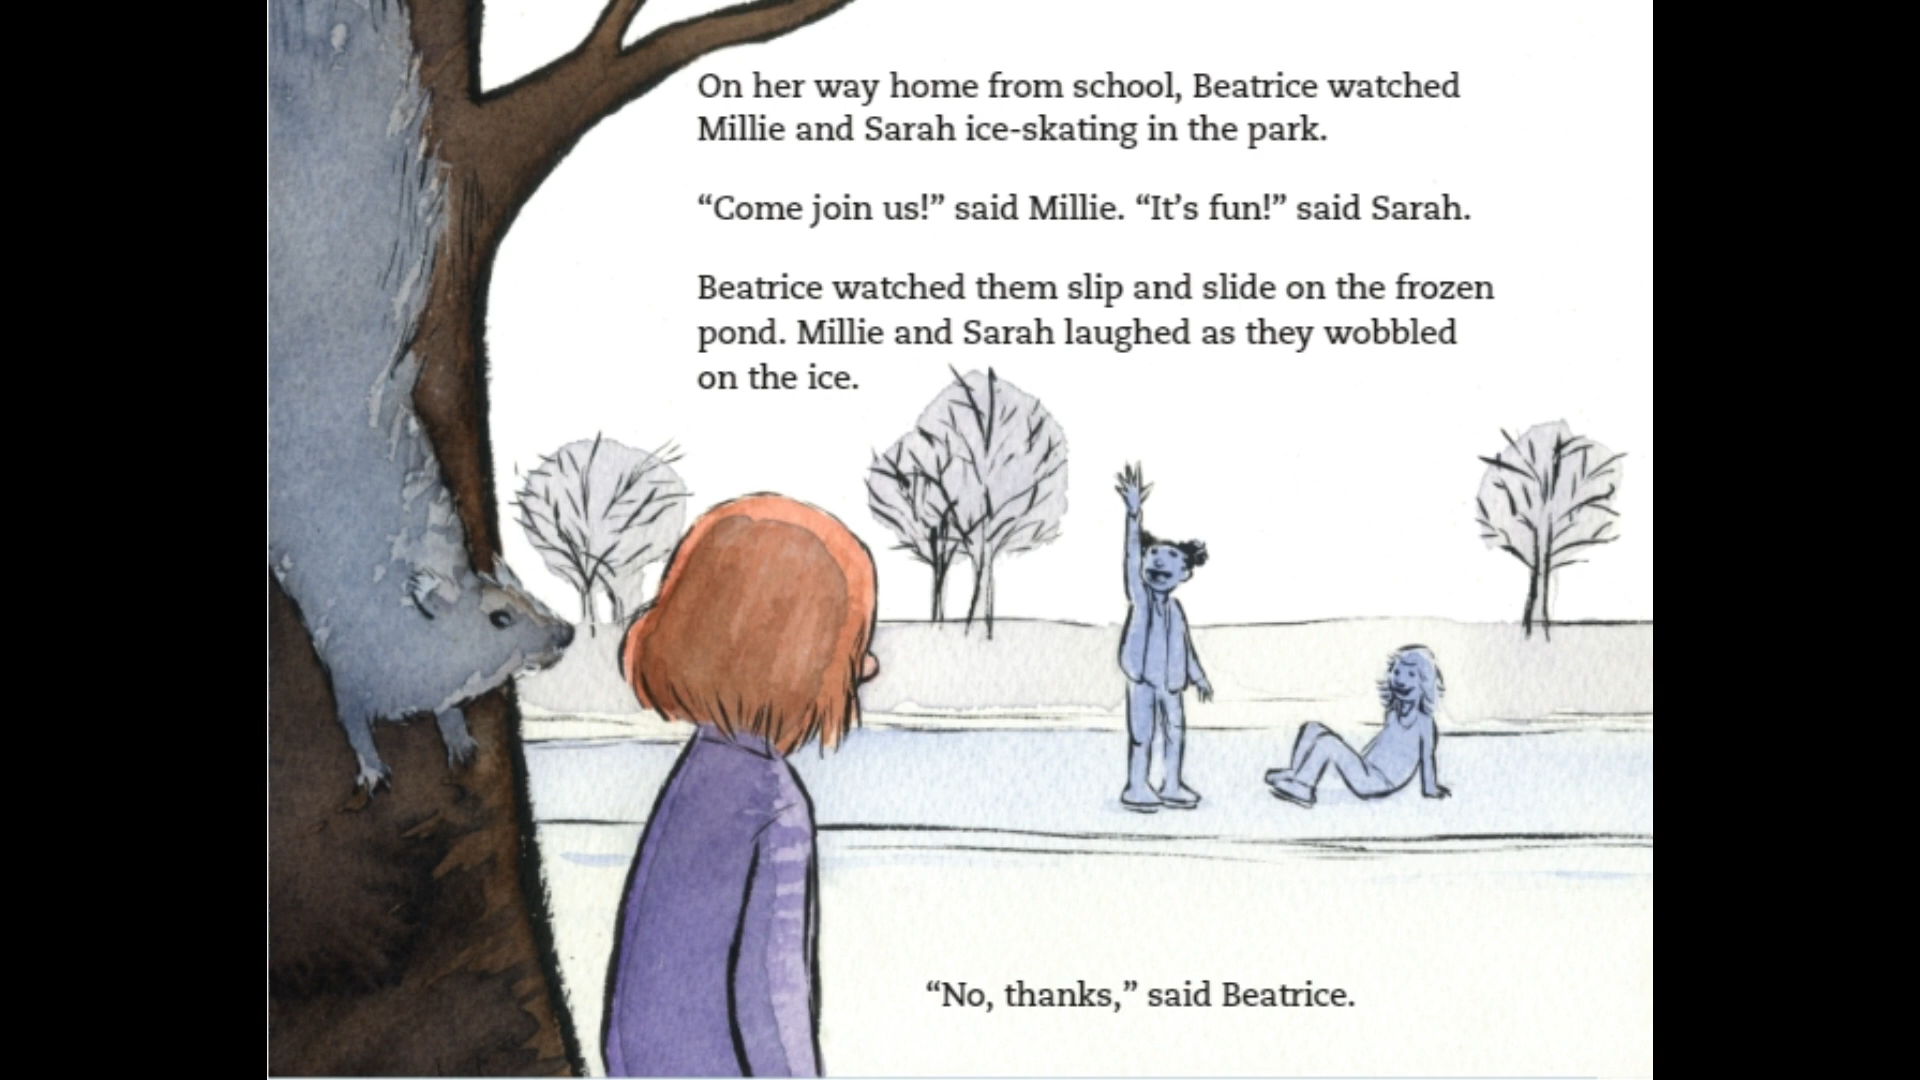 On her way home from school, Beatrice watched
Millie and Sarah ice-skating in the park.
“Come join us!” said Millie. “It’s fun!” said Sarah.
Beatrice watched them slip and slide on the frozen
pond. Millie and Sarah laughed as they wobbled
on the ice.
“No, thanks,” said Beatrice.